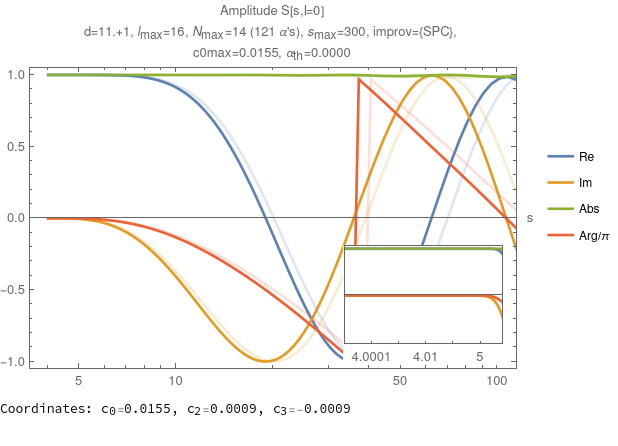 Amplitude S[s,l=0]
d=11.+1, lmax=16, Nmax=14 (121 α's), smax=300, improv={SPC},
c0max=0.0155, αth=0.0000
1.0
0.5
0.0
−0.5
−1.0
5
10
50
100
s
4.0001
4.01
5
Re
Im
Abs
Arg/π
Coordinates: c0=0.0155, c2=0.0009, c3=-0.0009